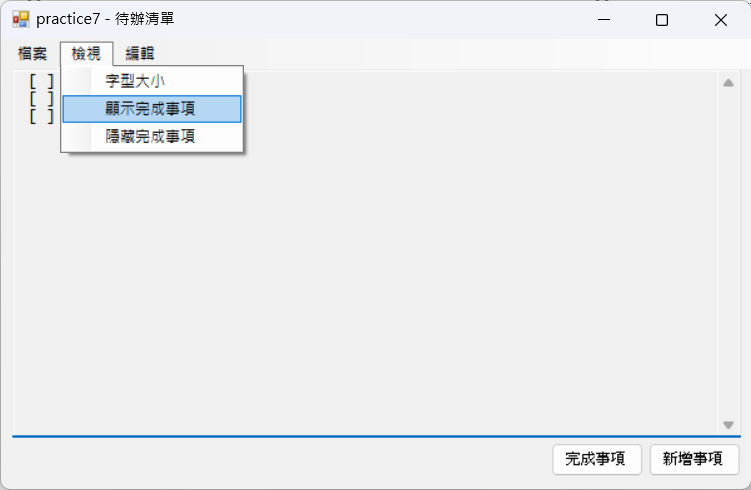 practice7 - 待辦清單
檔案 檢視 編輯
[ ]
[ ]
[ ]
字型大小
顯示完成事項
隱藏完成事項
完成事項 新增事項